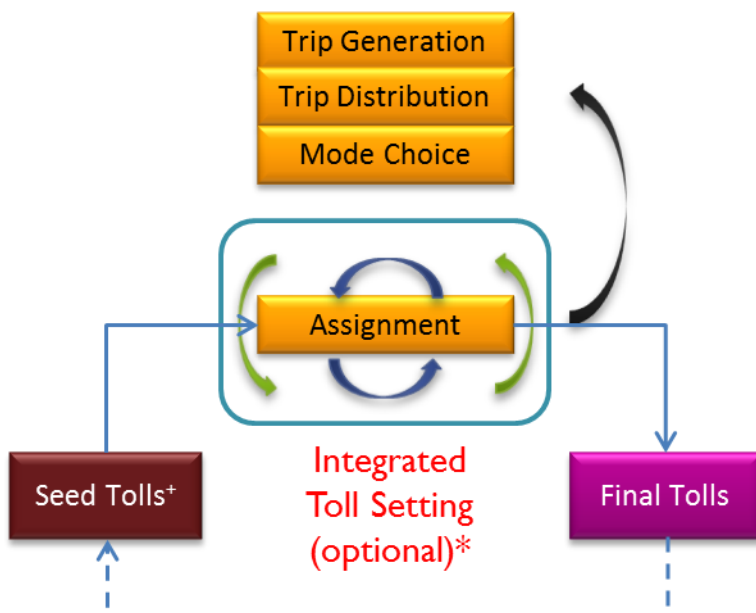 Trip Generation
Trip Distribution
Mode Choice
Assignment
Seed Tolls⁺
Integrated
Toll Setting
(optional)*
Final Tolls